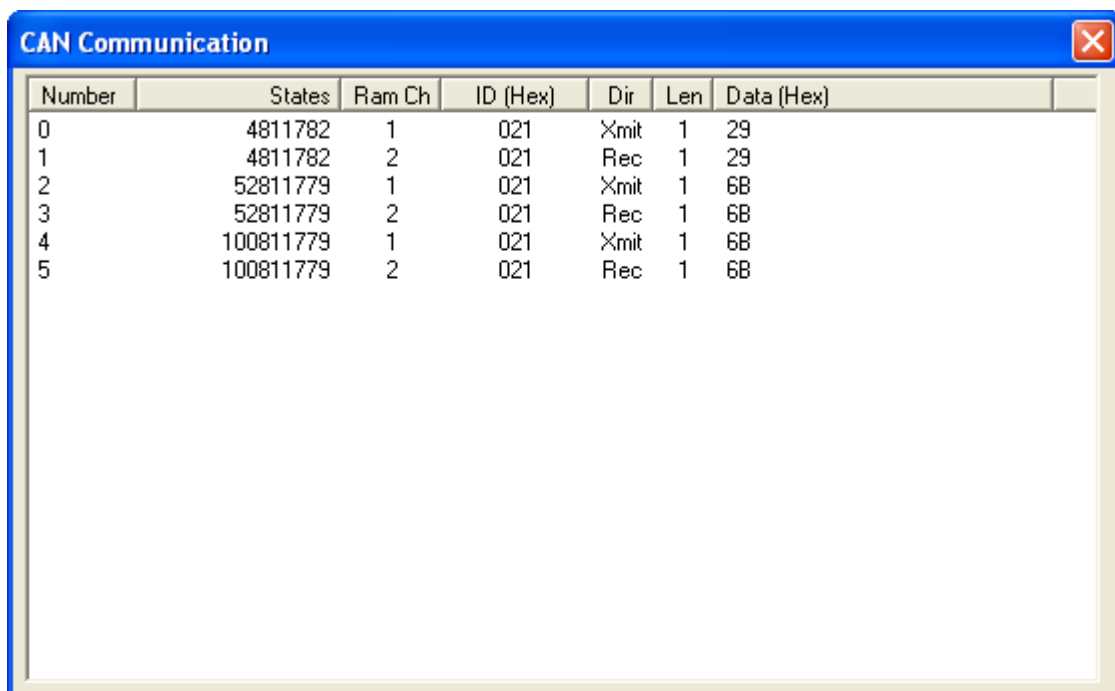 CAN Communication
Number States Ram Ch ID (Hex) Dir Len Data (Hex)
0 4811782 1 021 Xmit 1 29
1 4811782 2 021 Rec 1 29
2 52811779 1 021 Xmit 1 6B
3 52811779 2 021 Rec 1 6B
4 100811779 1 021 Xmit 1 6B
5 100811779 2 021 Rec 1 6B